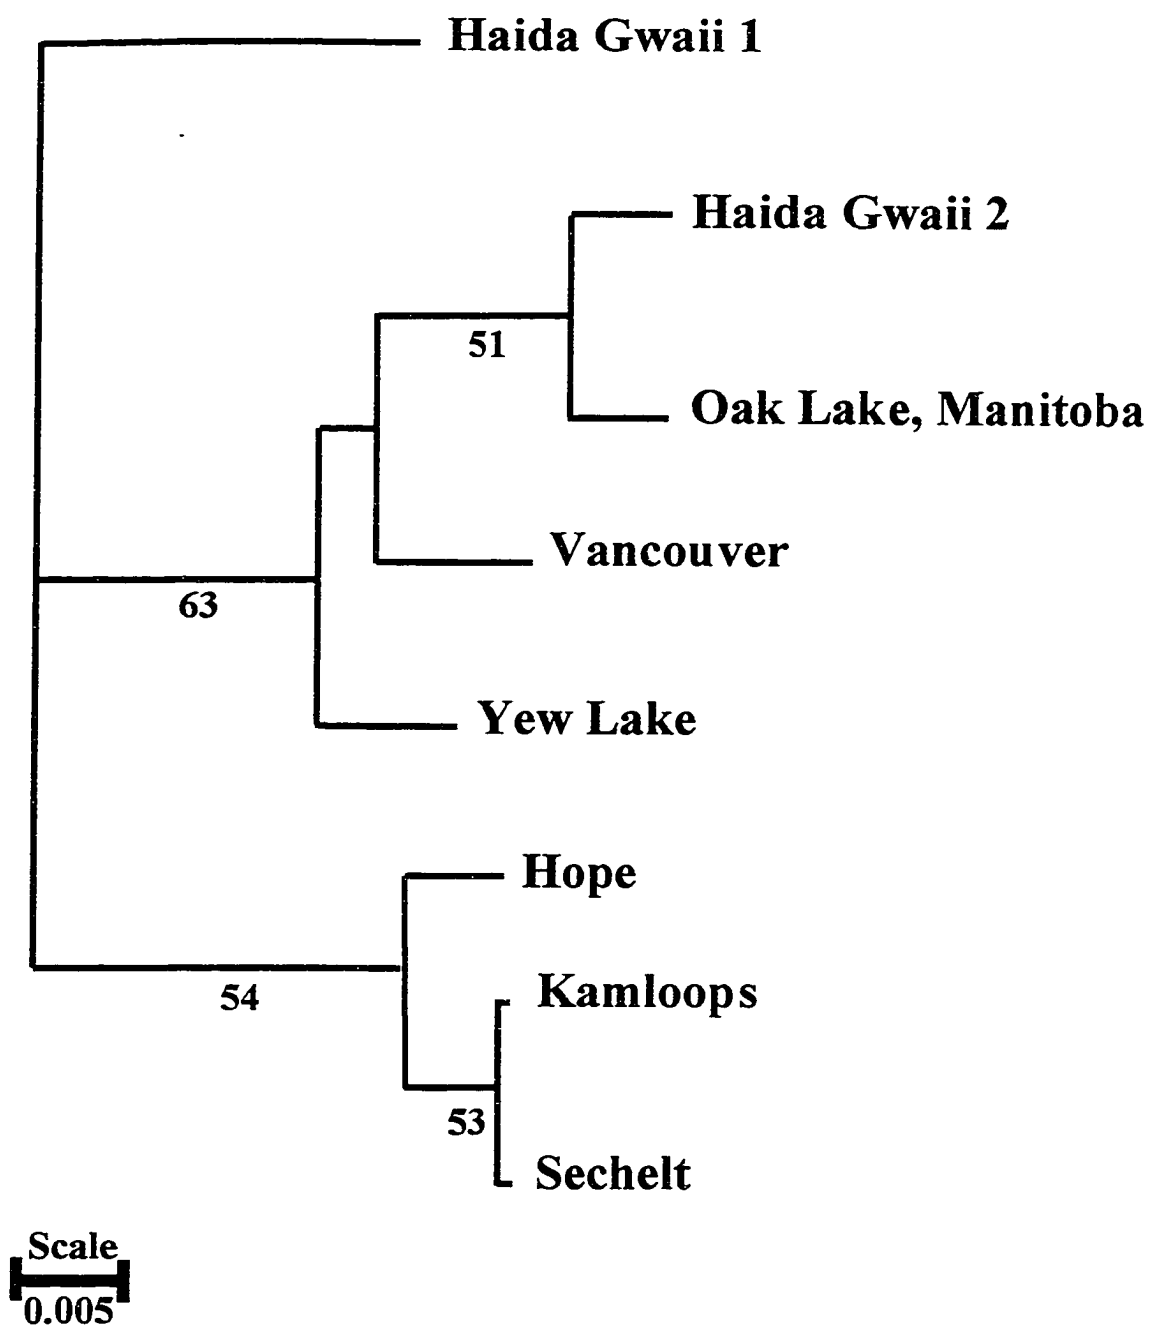 Haida Gwaii 1
Haida Gwaii 2
51
Oak Lake, Manitoba
Vancouver
63
Yew Lake
Hope
54
Kamloops
53
Sechelt
Scale
0.005